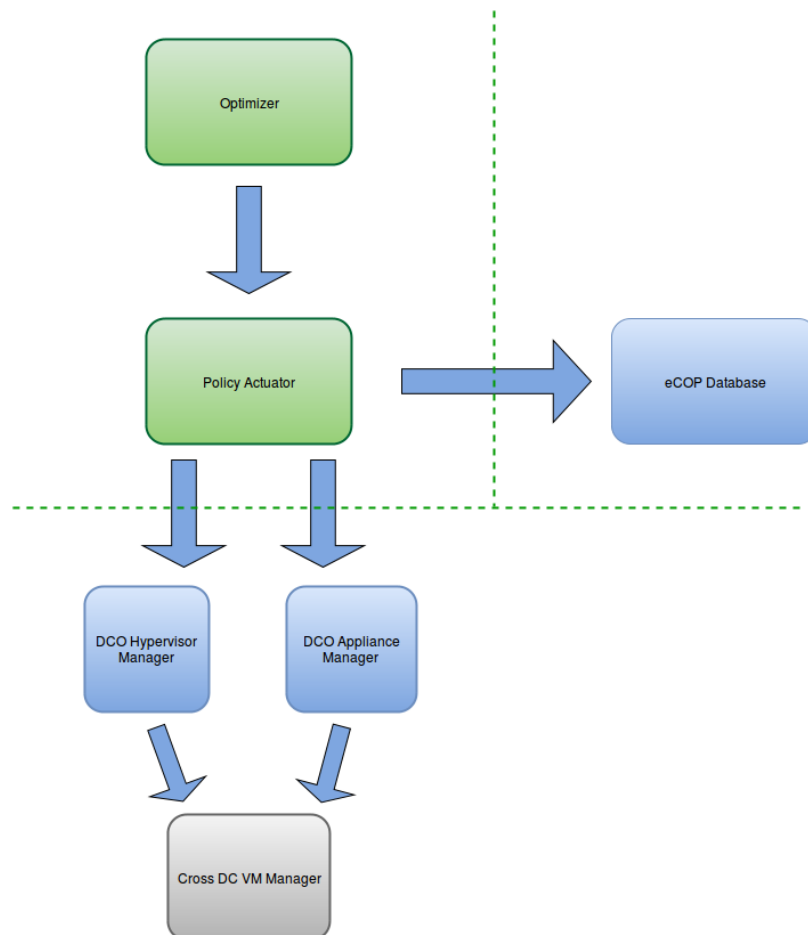 Optimizer
Policy Actuator
eCOP Database
DCO Hypervisor
Manager
DCO Appliance
Manager
Cross DC VM Manager